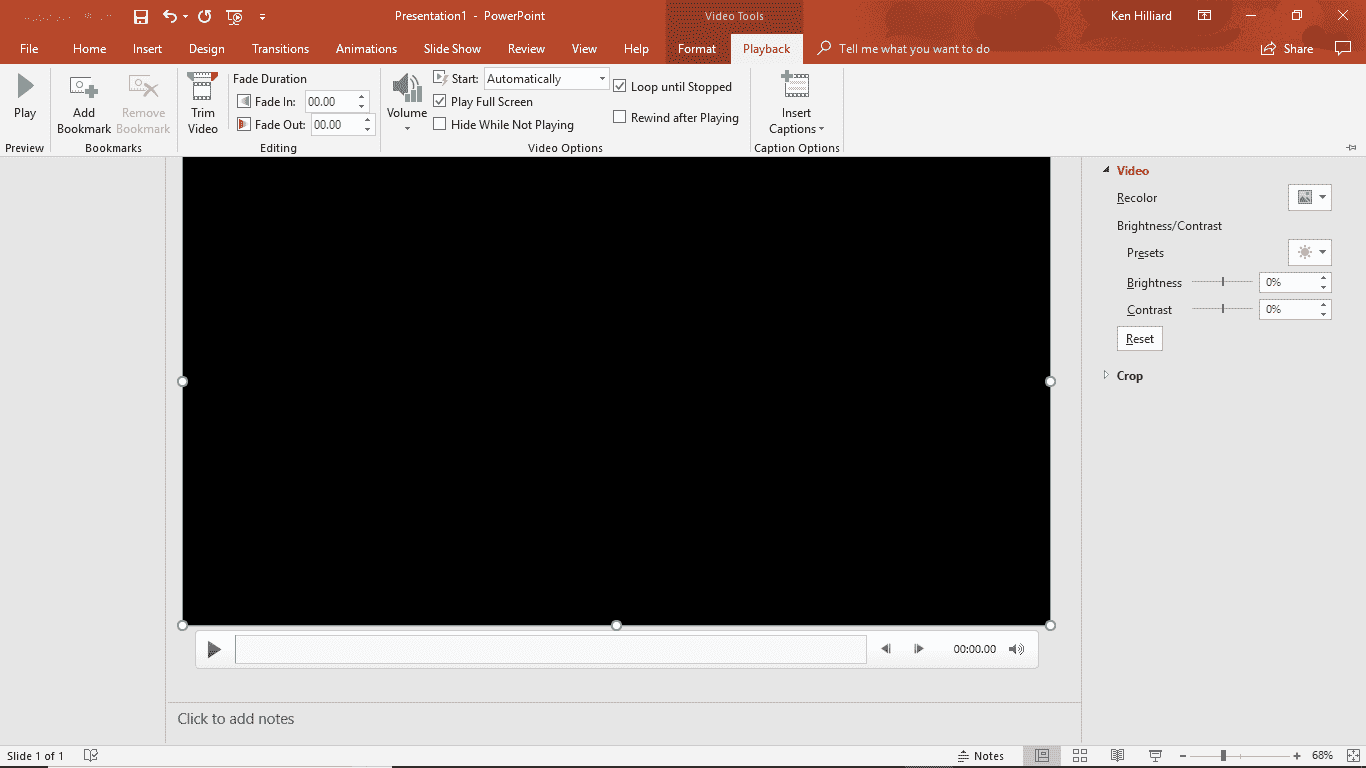 Presentation1 - PowerPoint
Video Tools
Ken Hilliard
File Home Insert Design Transitions Animations Slide Show Review View Help Format Playback Tell me what you want to do Share
Play
Preview
Add Bookmark
Remove Bookmark
Bookmarks
Trim Video
Fade Duration
Fade In: 00.00
Fade Out: 00.00
Editing
Volume
Start: Automatically
Play Full Screen
Hide While Not Playing
Loop until Stopped
Rewind after Playing
Video Options
Insert Captions
Caption Options
Video
Recolor
Brightness/Contrast
Presets
Brightness 0%
Contrast 0%
Reset
Crop
00:00.00
Click to add notes
Slide 1 of 1
Notes
68%